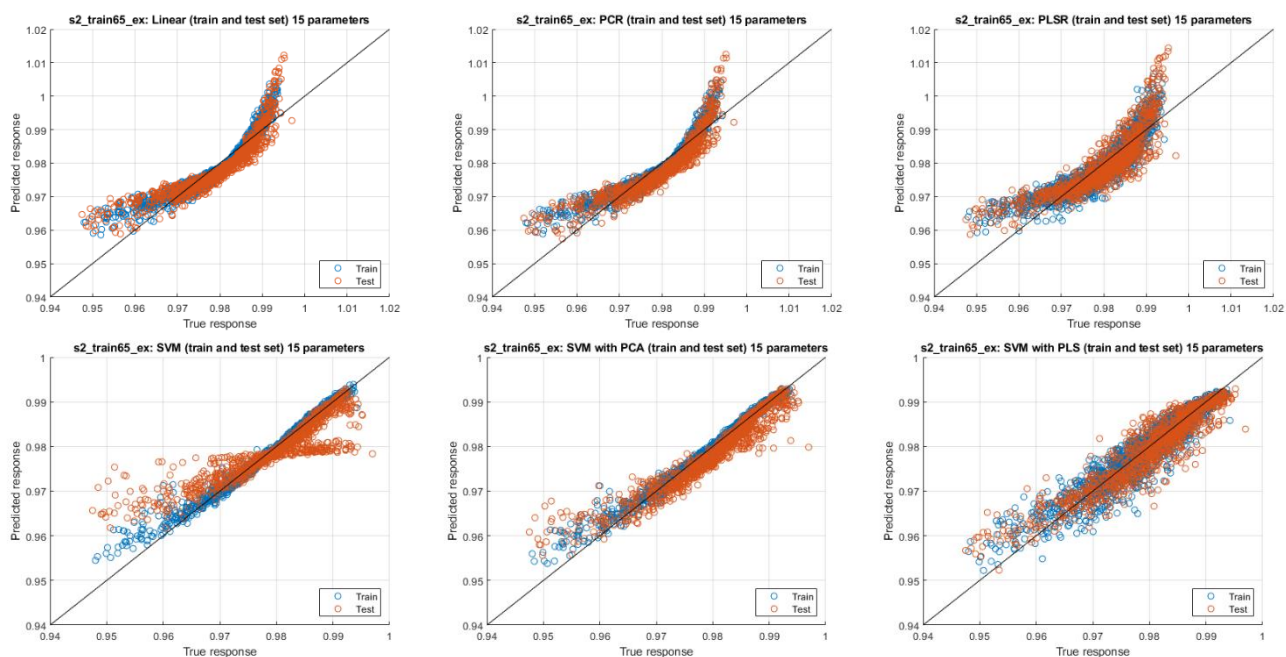 s2_train65_ex: Linear (train and test set) 15 parameters
1.02
1.01
1
0.99
0.98
0.97
0.96
0.95
0.94
Predicted response
0.94 0.95 0.96 0.97 0.98 0.99 1 1.01 1.02
True response
Train
Test
s2_train65_ex: PCR (train and test set) 15 parameters
1.02
1.01
1
0.99
0.98
0.97
0.96
0.95
0.94
Predicted response
0.94 0.95 0.96 0.97 0.98 0.99 1 1.01 1.02
True response
Train
Test
s2_train65_ex: PLSR (train and test set) 15 parameters
1.02
1.01
1
0.99
0.98
0.97
0.96
0.95
0.94
Predicted response
0.94 0.95 0.96 0.97 0.98 0.99 1 1.01 1.02
True response
Train
Test
s2_train65_ex: SVM (train and test set) 15 parameters
1
0.99
0.98
0.97
0.96
0.95
0.94
Predicted response
0.94 0.95 0.96 0.97 0.98 0.99 1
True response
Train
Test
s2_train65_ex: SVM with PCA (train and test set) 15 parameters
1
0.99
0.98
0.97
0.96
0.95
0.94
Predicted response
0.94 0.95 0.96 0.97 0.98 0.99 1
True response
Train
Test
s2_train65_ex: SVM with PLS (train and test set) 15 parameters
1
0.99
0.98
0.97
0.96
0.95
0.94
Predicted response
0.94 0.95 0.96 0.97 0.98 0.99 1
True response
Train
Test